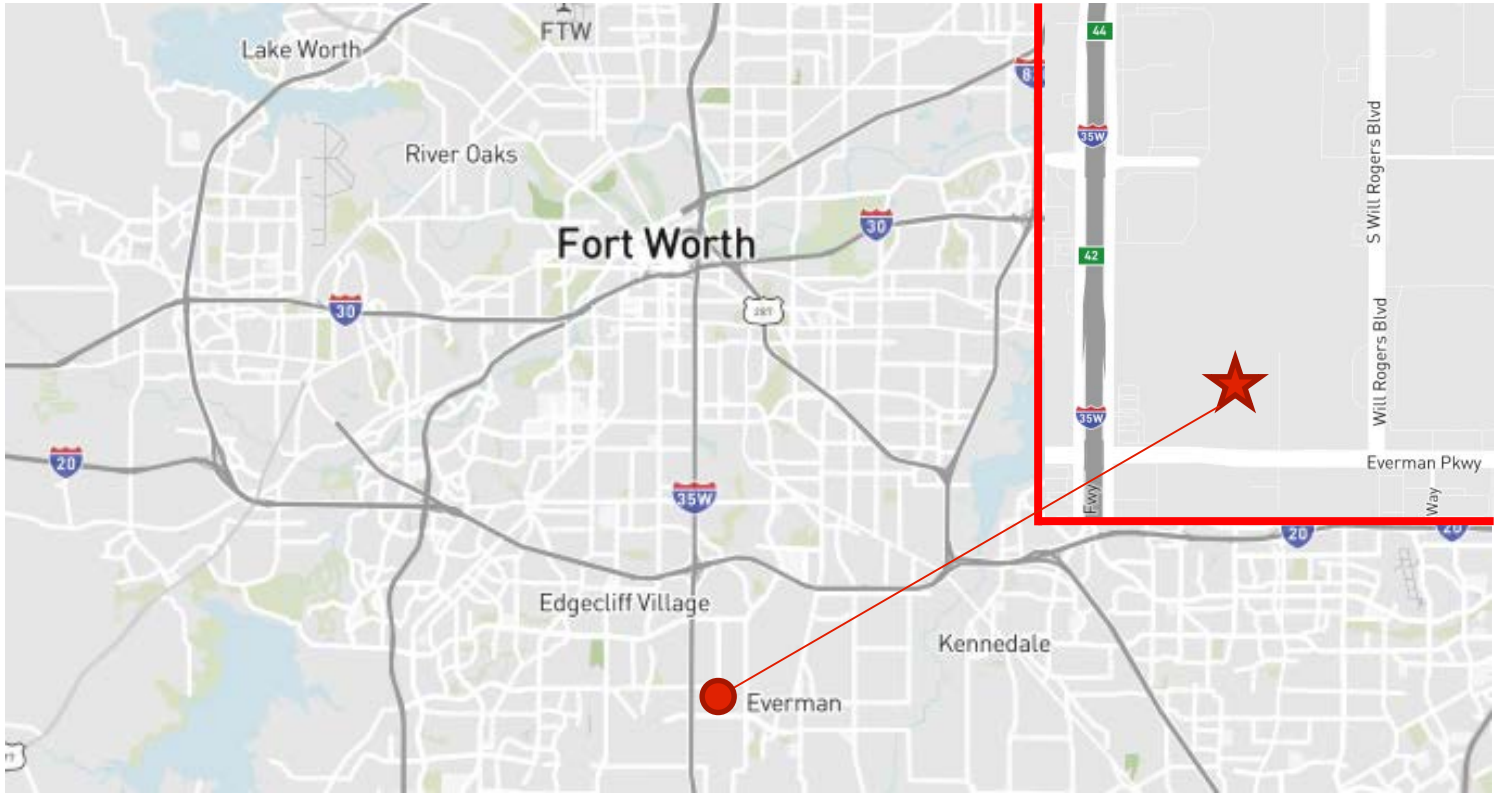 FTW
Lake Worth
River Oaks
Fort Worth
30
30
287
20
35W
Edgecliff Village
Kennedale
Everman
20
20
44
35W
S Will Rogers Blvd
42
Will Rogers Blvd
35W
Everman Pkwy
Fwy
Way